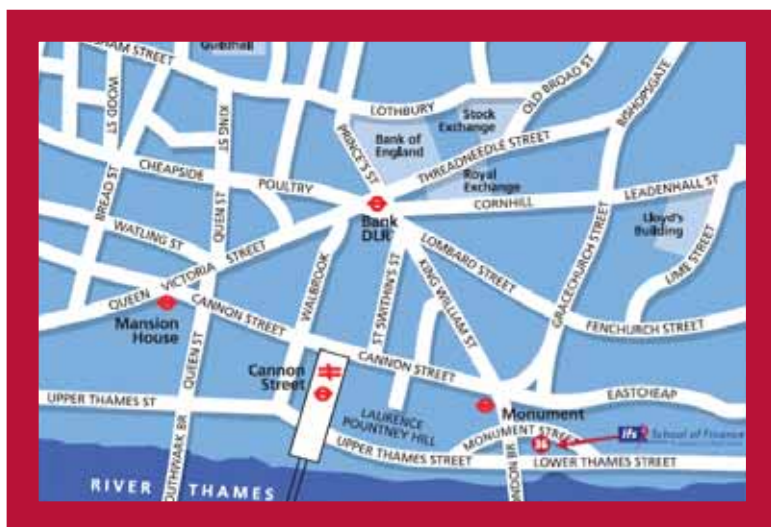 Guildhall
WOOD ST
KING ST
LOTHBURY
OLD BROAD ST
BISHOPSGATE
Stock
Exchange
Bank of
England
PRINCE'S ST
THREADNEEDLE STREET
Royal
Exchange
CHEAPSIDE
POULTRY
CORNHILL
LEADENHALL ST
Bank
DLR
Lloyd's
Building
BREAD ST
WATLING ST
QUEEN ST
QUEEN VICTORIA STREET
WALBROOK
ST SWITHIN'S ST
LOMBARD STREET
KING WILLIAM ST
GRACECHURCH STREET
LIME STREET
FENCHURCH STREET
Mansion
House
CANNON STREET
QUEEN ST
Cannon
Street
CANNON STREET
EASTCHEAP
UPPER THAMES ST
LAURENCE
POUNTNEY HILL
Monument
MONUMENT STREET
36
ifs School of Finance
UPPER THAMES STREET
LOWER THAMES STREET
OUTHWARK BR
NDON BR
RIVER THAMES